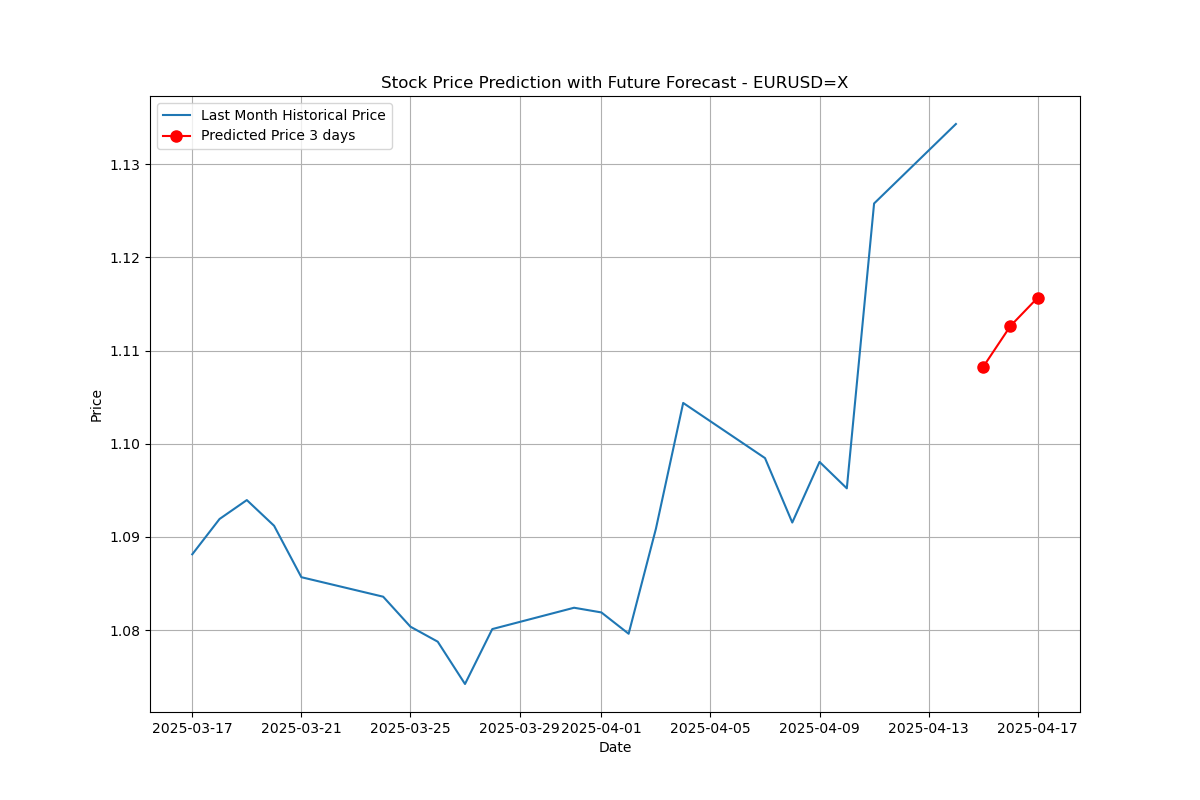 Stock Price Prediction with Future Forecast - EURUSD=X
Last Month Historical Price
Predicted Price 3 days
1.13
1.12
1.11
1.10
1.09
1.08
Price
2025-03-17 2025-03-21 2025-03-25 2025-03-29 2025-04-01 2025-04-05 2025-04-09 2025-04-13 2025-04-17
Date